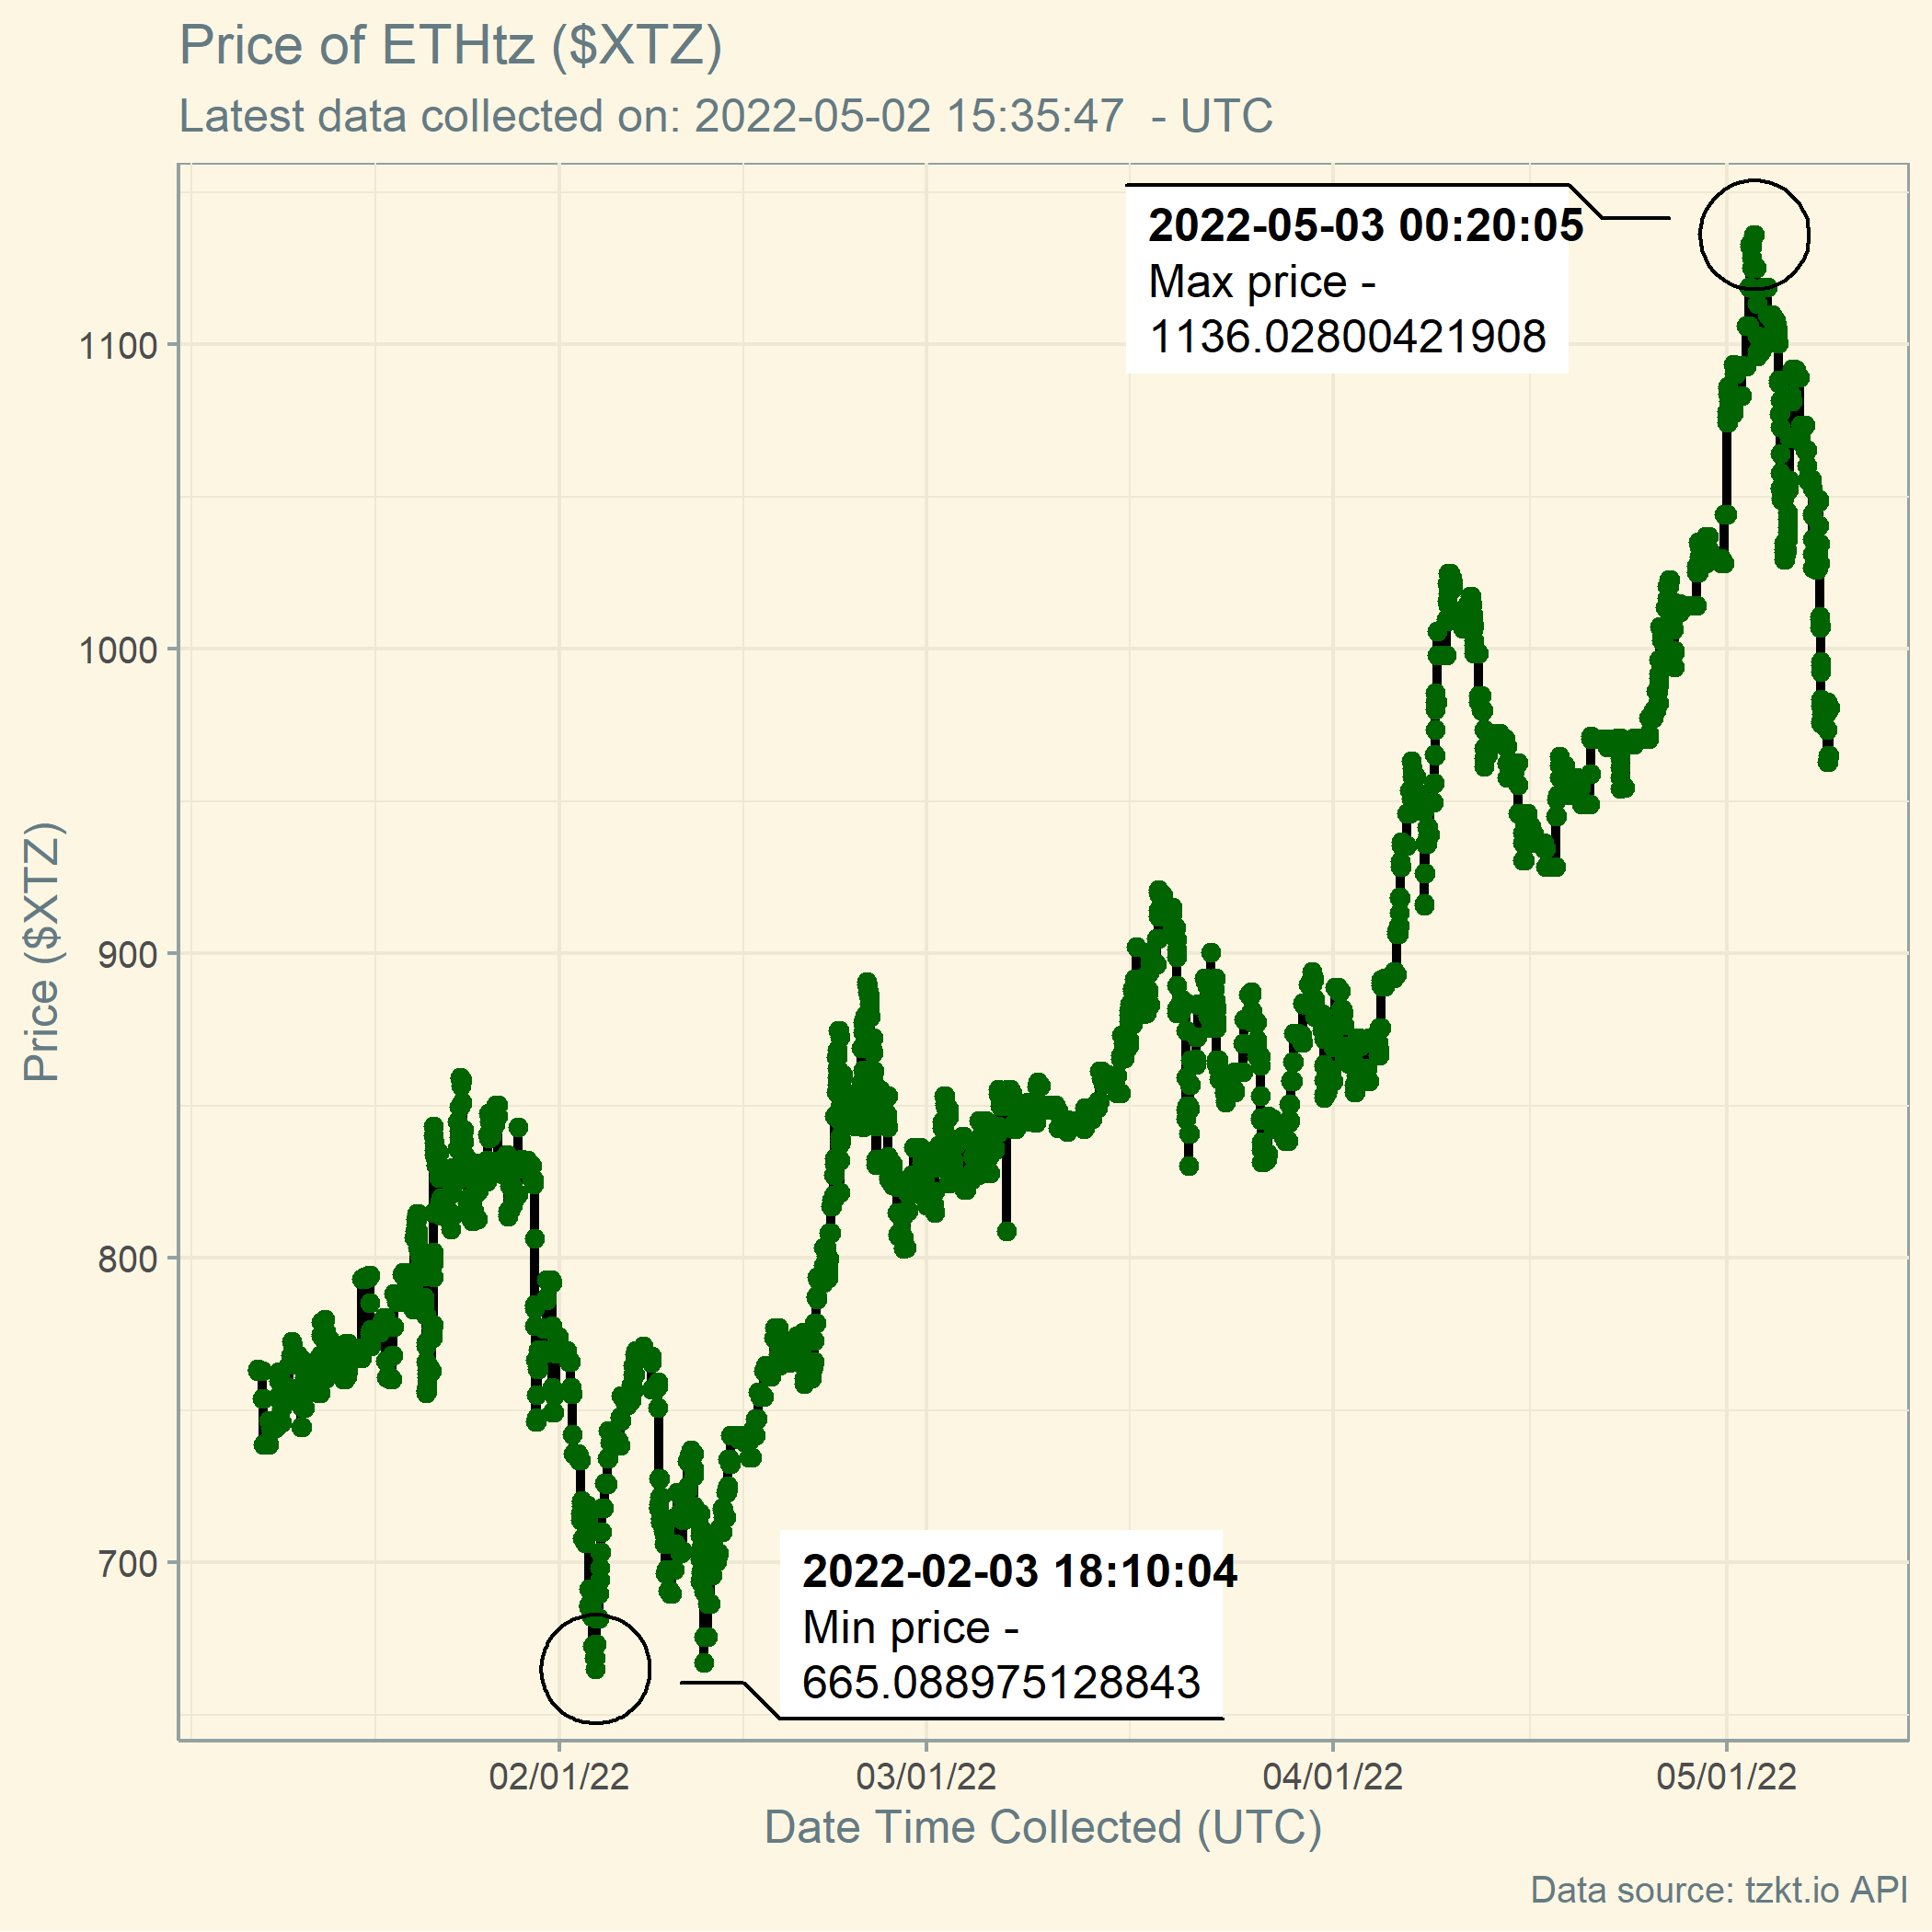 Price of ETHtz ($XTZ)
Latest data collected on: 2022-05-02 15:35:47  - UTC
2022-05-03 00:20:05
Max price -
1136.02800421908
1100
1000
900
800
700
Price ($XTZ)
2022-02-03 18:10:04
Min price -
665.088975128843
02/01/22
03/01/22
04/01/22
05/01/22
Date Time Collected (UTC)
Data source: tzkt.io API